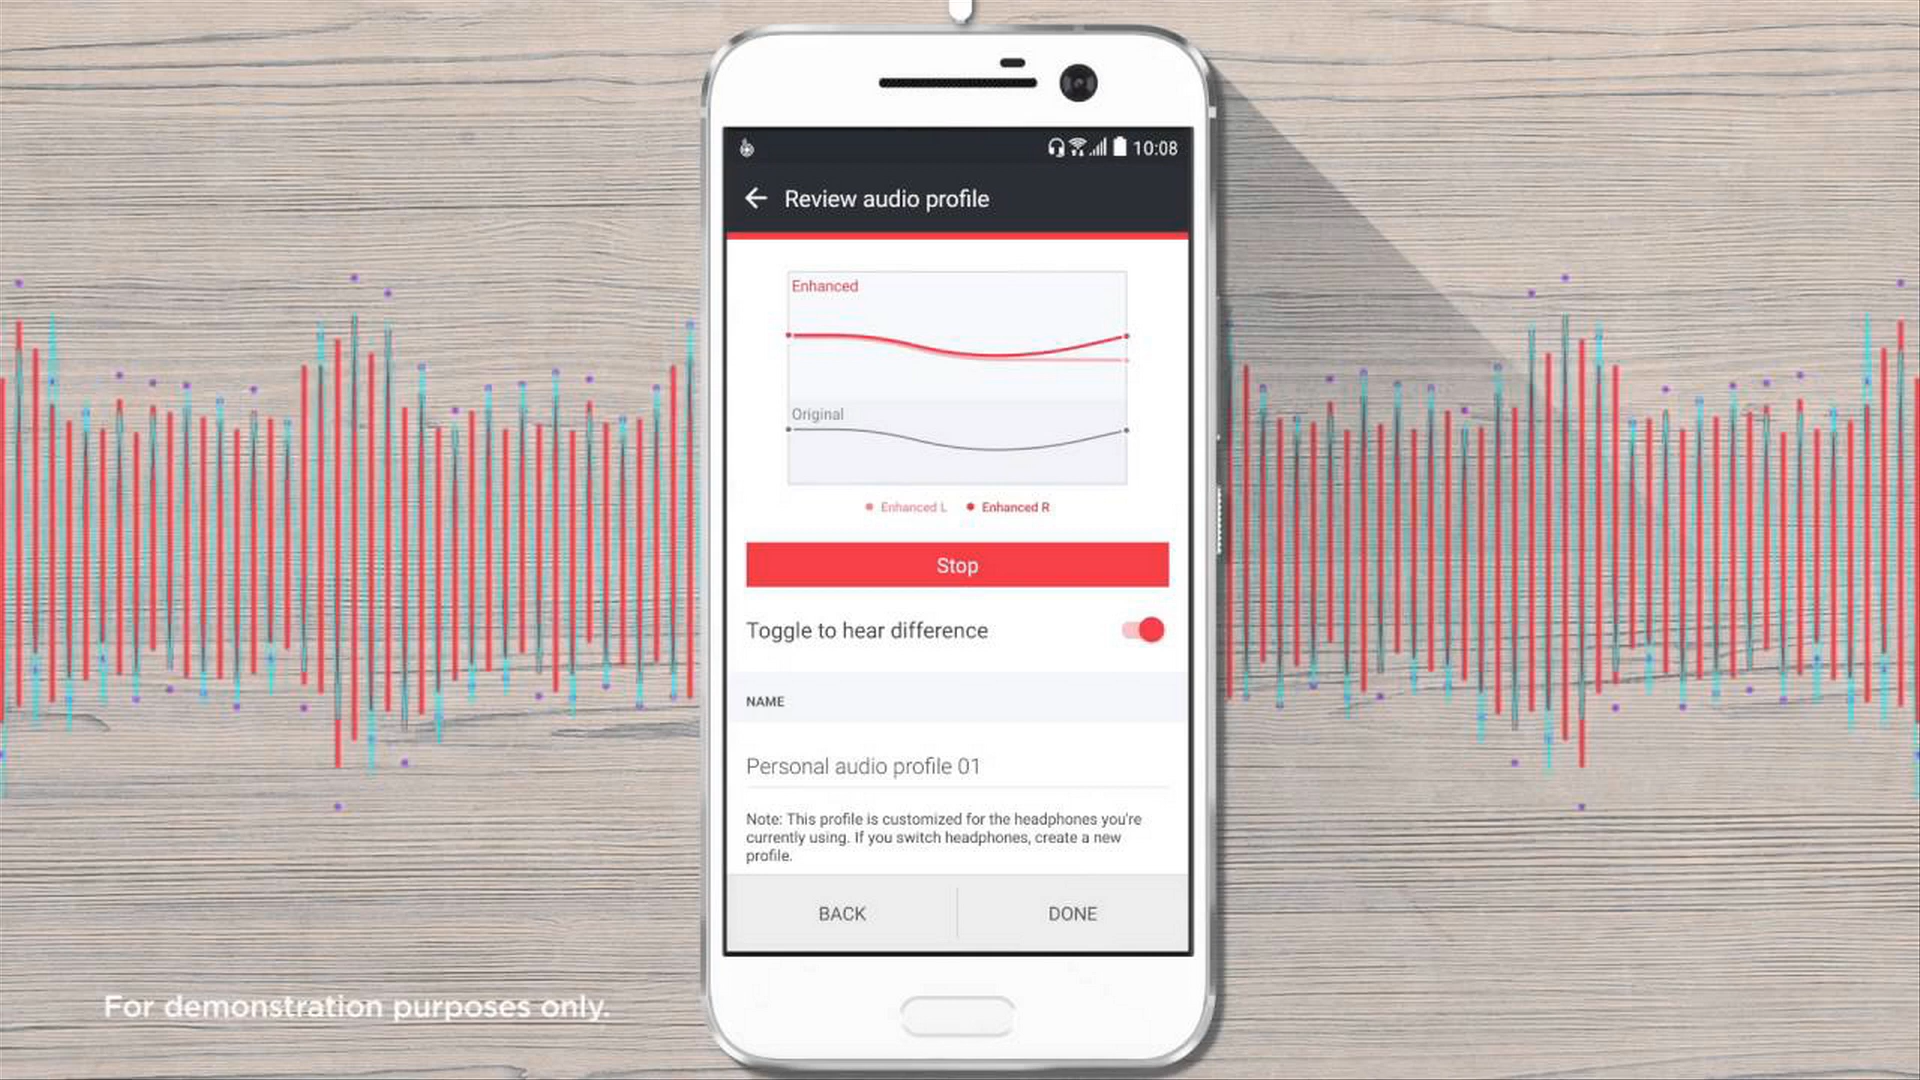 10:08
Review audio profile
Enhanced
Original
Enhanced L Enhanced R
Stop
Toggle to hear difference
NAME
Personal audio profile 01
Note: This profile is customized for the headphones you're
currently using. If you switch headphones, create a new
profile.
BACK DONE
For demonstration purposes only.